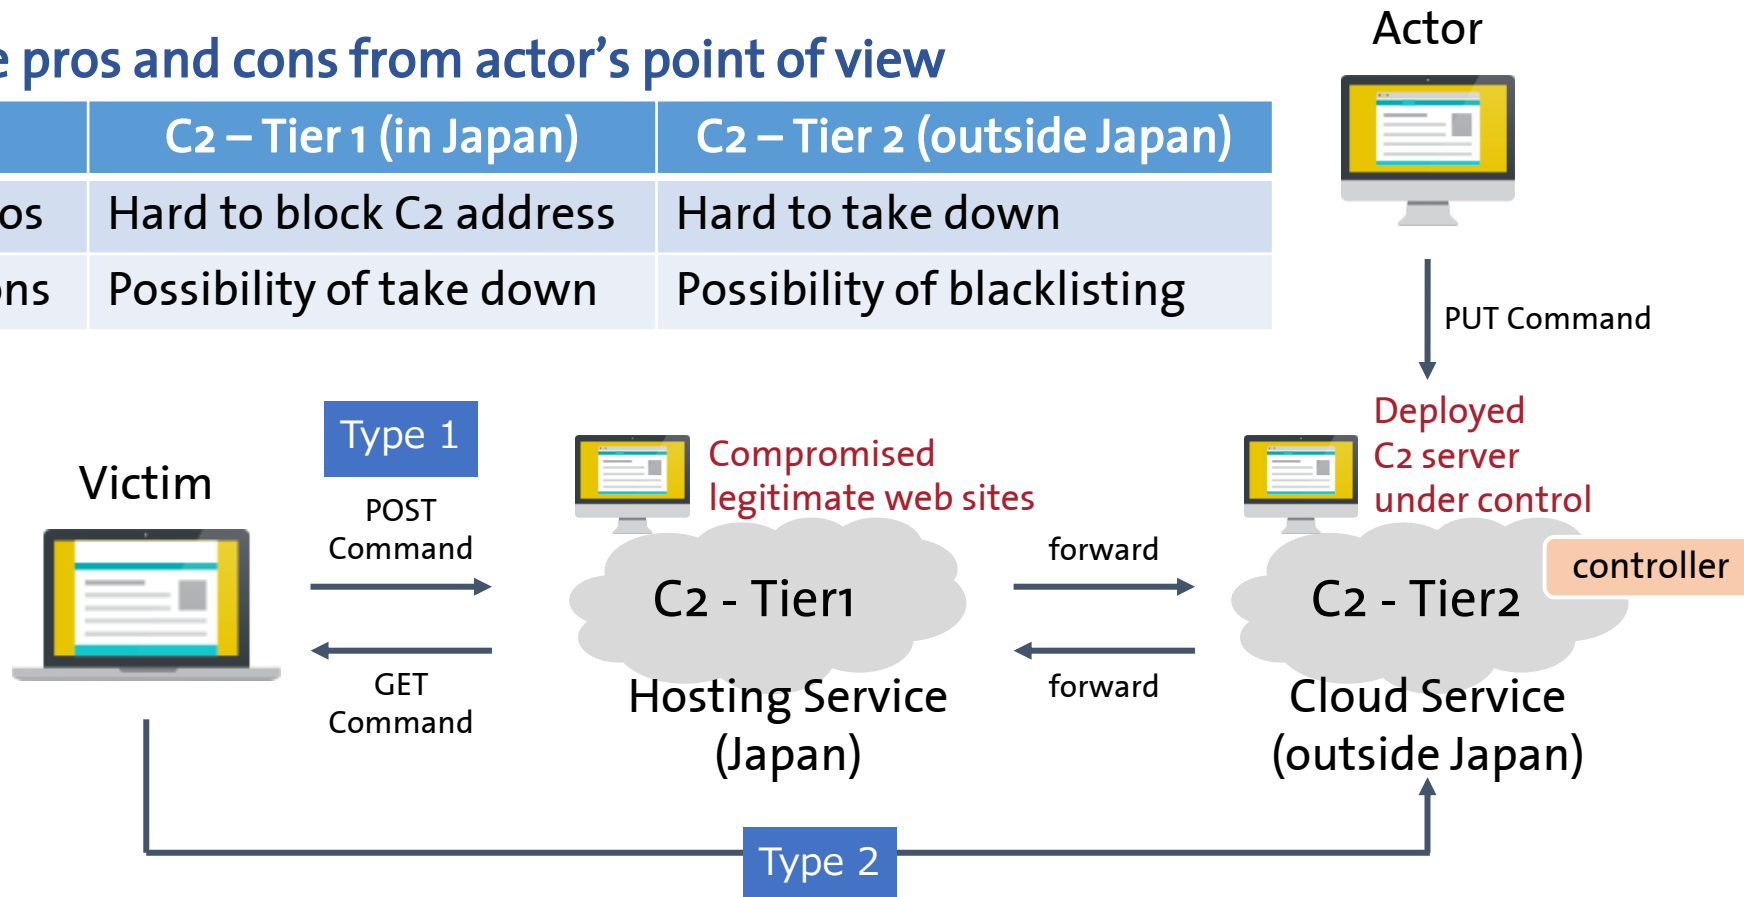 e pros and cons from actor's point of view
C2 – Tier 1 (in Japan)
C2 – Tier 2 (outside Japan)
os
Hard to block C2 address
Hard to take down
ns
Possibility of take down
Possibility of blacklisting
Actor
PUT Command
Type 1
Victim
POST
Command
GET
Command
Compromised
legitimate web sites
C2 - Tier1
Hosting Service
(Japan)
forward
forward
Deployed
C2 server
under control
controller
C2 - Tier2
Cloud Service
(outside Japan)
Type 2